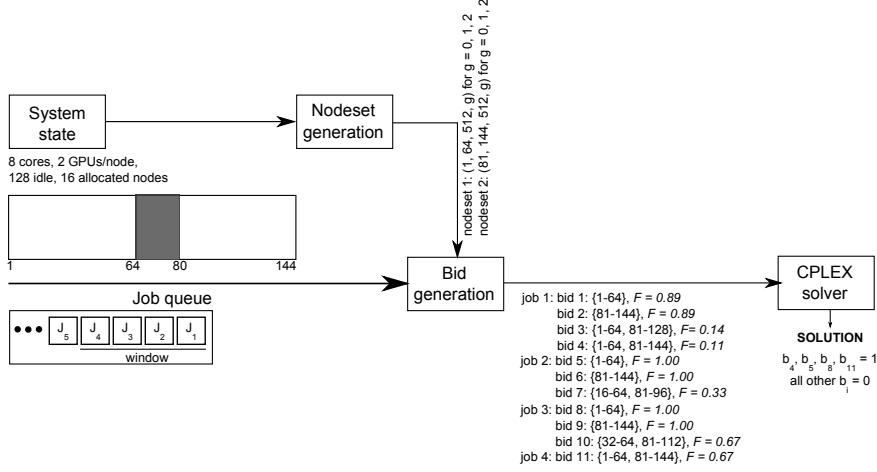 System
state
8 cores, 2 GPUs/node,
128 idle, 16 allocated nodes
1 64 80 144
Nodeset
generation
nodeset 1: (1, 64, 512, g) for g = 0, 1, 2
nodeset 2: (81, 144, 512, g) for g = 0, 1, 2
Job queue
J5 J4 J3 J2 J1
window
Bid
generation
job 1: bid 1: {1-64}, F = 0.89
bid 2: {81-144}, F = 0.89
bid 3: {1-64, 81-128}, F= 0.14
bid 4: {1-64, 81-144}, F = 0.11
job 2: bid 5: {1-64}, F = 1.00
bid 6: {81-144}, F = 1.00
bid 7: {16-64, 81-96}, F = 0.33
job 3: bid 8: {1-64}, F = 1.00
bid 9: {81-144}, F = 1.00
bid 10: {32-64, 81-112}, F = 0.67
job 4: bid 11: {1-64, 81-144}, F = 0.67
CPLEX
solver
SOLUTION
b4, b5, b8, b11 = 1
all other bi = 0